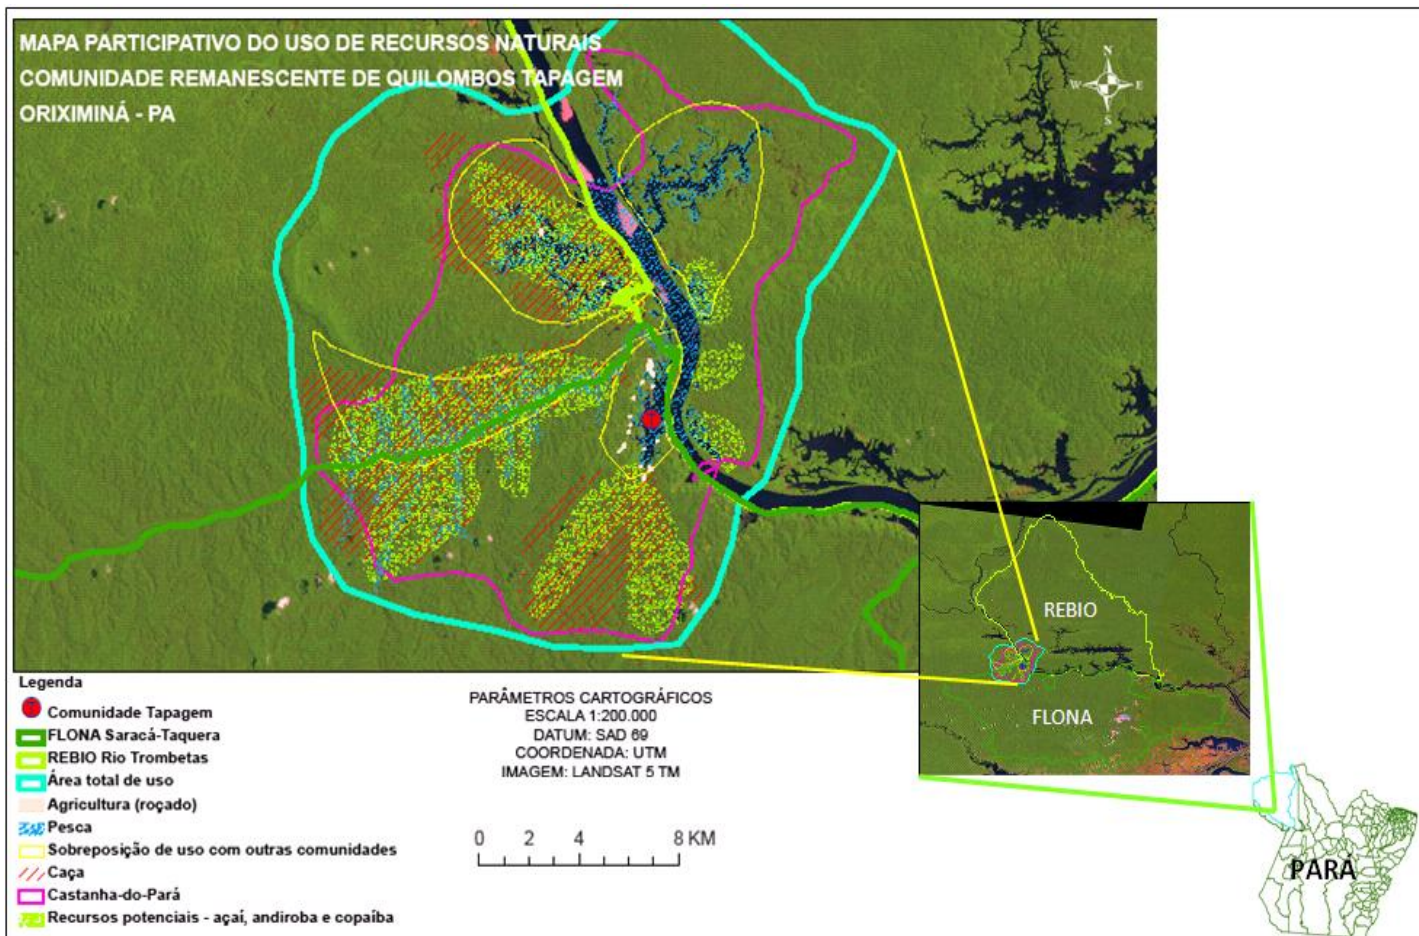 MAPA PARTICIPATIVO DO USO DE RECURSOS NATURAIS
COMUNIDADE REMANESCENTE DE QUILOMBOS TAPAGEM
ORIXIMINÁ - PA
N
W E
S
REBIO
FLONA
PARÁ
Legenda
Comunidade Tapagem
FLONA Saracá-Taquera
REBIO Rio Trombetas
Área total de uso
Agricultura (roçado)
Pesca
Sobreposição de uso com outras comunidades
Caça
Castanha-do-Pará
Recursos potenciais - açaí, andiroba e copaíba
PARÂMETROS CARTOGRÁFICOS
ESCALA 1:200.000
DATUM: SAD 69
COORDENADA: UTM
IMAGEM: LANDSAT 5 TM
0 2 4 8 KM